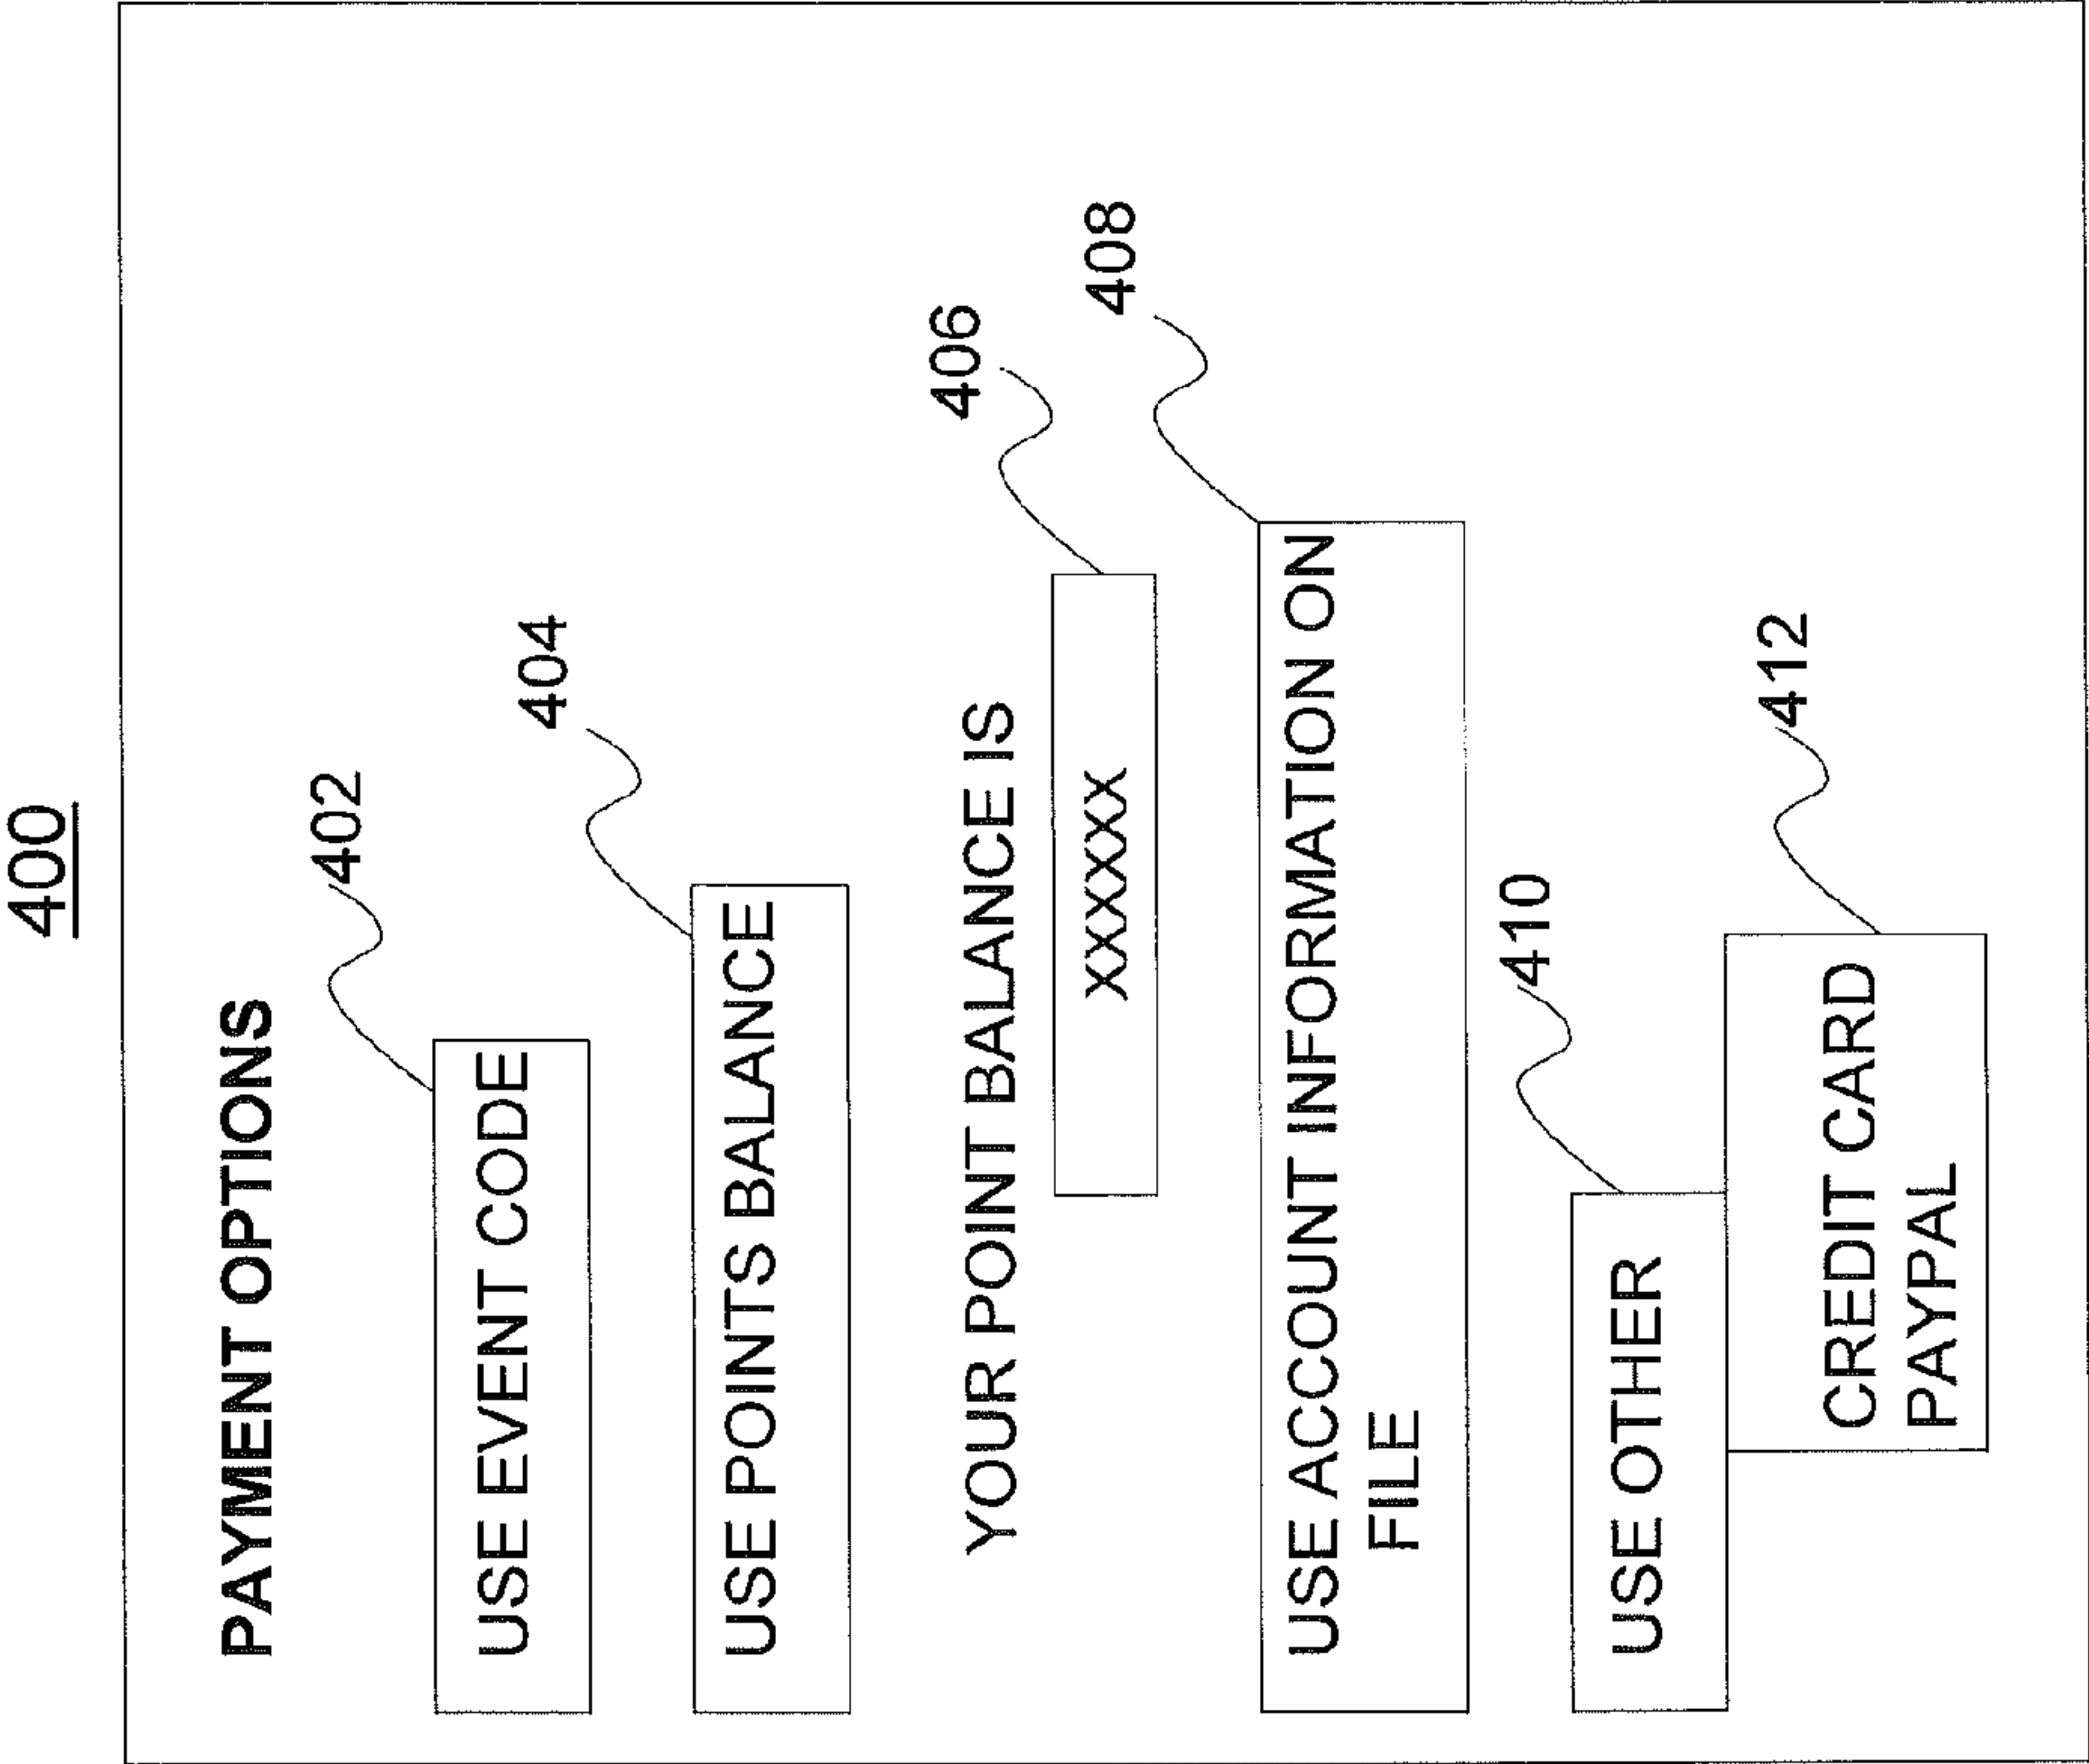 400
PAYMENT OPTIONS
402
USE EVENT CODE
404
USE POINTS BALANCE
YOUR POINT BALANCE IS
406
XXXXXX
408
USE ACCOUNT INFORMATION ON
FILE
410
USE OTHER
412
CREDIT CARD
PAYPAL